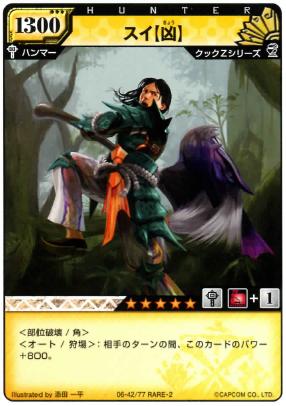 HUNTER
1300
きょう
スイ【凶】
ハンマー
クックZシリーズ
+1
<部位破壊 / 角>
<オート / 狩場>：相手のターンの間、このカードのパワー
+800。
Illustrated by 添田 一平
06-42/77 RARE-2
©CAPCOM CO., LTD.